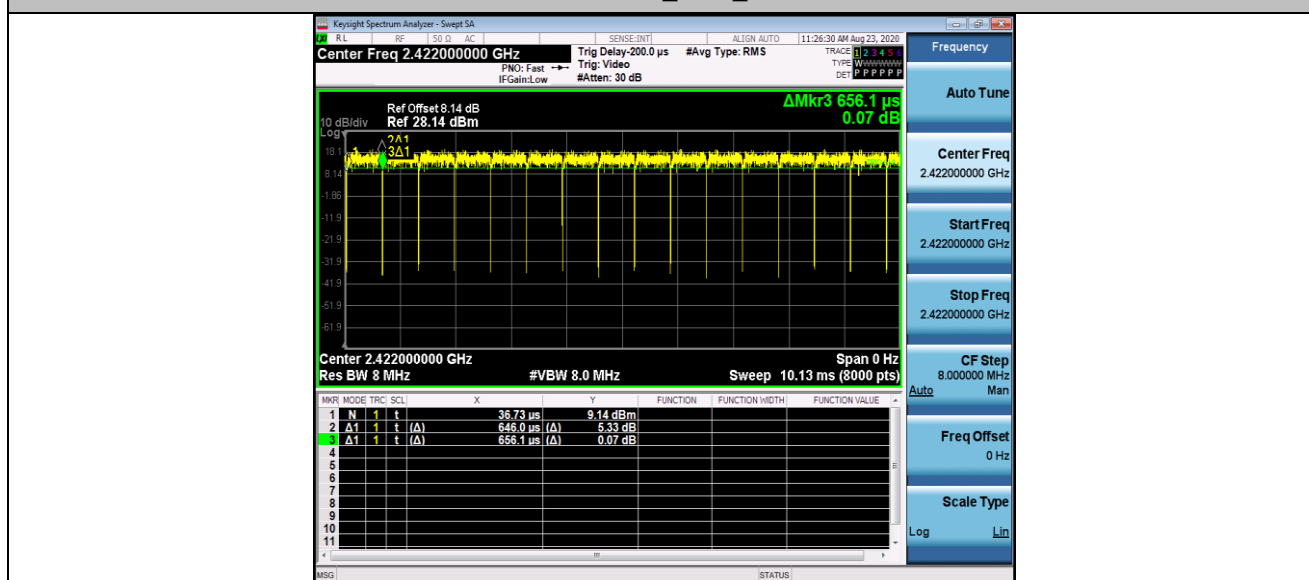 Keysight Spectrum Analyzer - Swept SA
RL RF 50 Ω AC SENSE:INT ALIGN AUTO 11:26:30 AM Aug 23, 2020
Center Freq 2.422000000 GHz
PNO: Fast
IFGain:Low
Trig Delay-200.0 µs
Trig: Video
#Atten: 30 dB
#Avg Type: RMS
TRACE 1 2 3 4 5 6
TYPE WWWWWW
DET P P P P P P
ΔMkr3 656.1 µs
0.07 dB
Ref Offset 8.14 dB
10 dB/div Ref 28.14 dBm
Log
2Δ1
3Δ1
18.1
8.14
-1.86
-11.9
-21.9
-31.9
-41.9
-51.9
-61.9
Center 2.422000000 GHz Span 0 Hz
Res BW 8 MHz #VBW 8.0 MHz Sweep 10.13 ms (8000 pts)
MKR MODE TRC SCL X Y FUNCTION FUNCTION WIDTH FUNCTION VALUE
1 N 1 t 36.73 µs 9.14 dBm
2 Δ1 1 t (Δ) 646.0 µs (Δ) 5.33 dB
3 Δ1 1 t (Δ) 656.1 µs (Δ) 0.07 dB
4
5
6
7
8
9
10
11
MSG STATUS
Frequency
Auto Tune
Center Freq
2.422000000 GHz
Start Freq
2.422000000 GHz
Stop Freq
2.422000000 GHz
CF Step
8.000000 MHz
Auto Man
Freq Offset
0 Hz
Scale Type
Log Lin